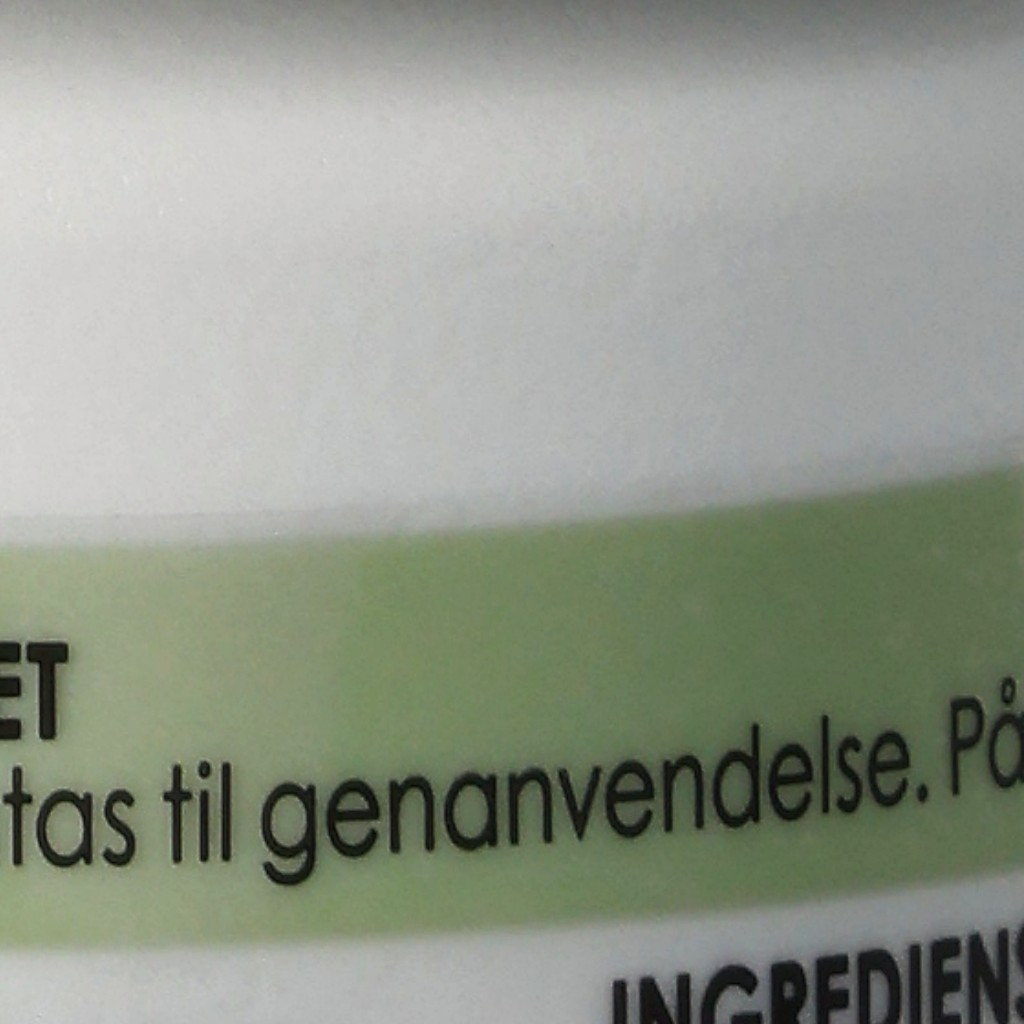 ET
tas til genanvendelse. På
INGREDIENS